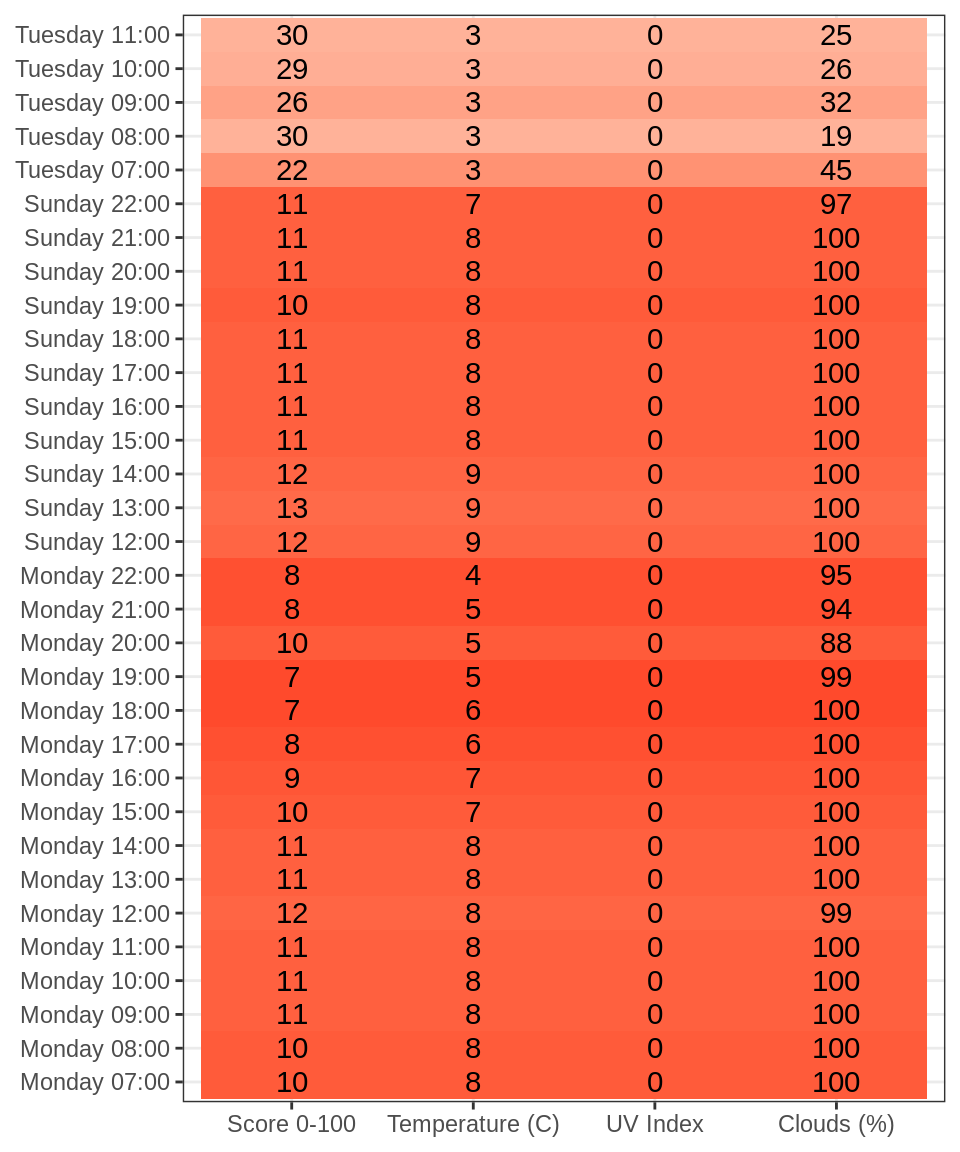 Tuesday 11:00 30 3 0 25
Tuesday 10:00 29 3 0 26
Tuesday 09:00 26 3 0 32
Tuesday 08:00 30 3 0 19
Tuesday 07:00 22 3 0 45
Sunday 22:00 11 7 0 97
Sunday 21:00 11 8 0 100
Sunday 20:00 11 8 0 100
Sunday 19:00 10 8 0 100
Sunday 18:00 11 8 0 100
Sunday 17:00 11 8 0 100
Sunday 16:00 11 8 0 100
Sunday 15:00 11 8 0 100
Sunday 14:00 12 9 0 100
Sunday 13:00 13 9 0 100
Sunday 12:00 12 9 0 100
Monday 22:00 8 4 0 95
Monday 21:00 8 5 0 94
Monday 20:00 10 5 0 88
Monday 19:00 7 5 0 99
Monday 18:00 7 6 0 100
Monday 17:00 8 6 0 100
Monday 16:00 9 7 0 100
Monday 15:00 10 7 0 100
Monday 14:00 11 8 0 100
Monday 13:00 11 8 0 100
Monday 12:00 12 8 0 99
Monday 11:00 11 8 0 100
Monday 10:00 11 8 0 100
Monday 09:00 11 8 0 100
Monday 08:00 10 8 0 100
Monday 07:00 10 8 0 100
Score 0-100 Temperature (C) UV Index Clouds (%)